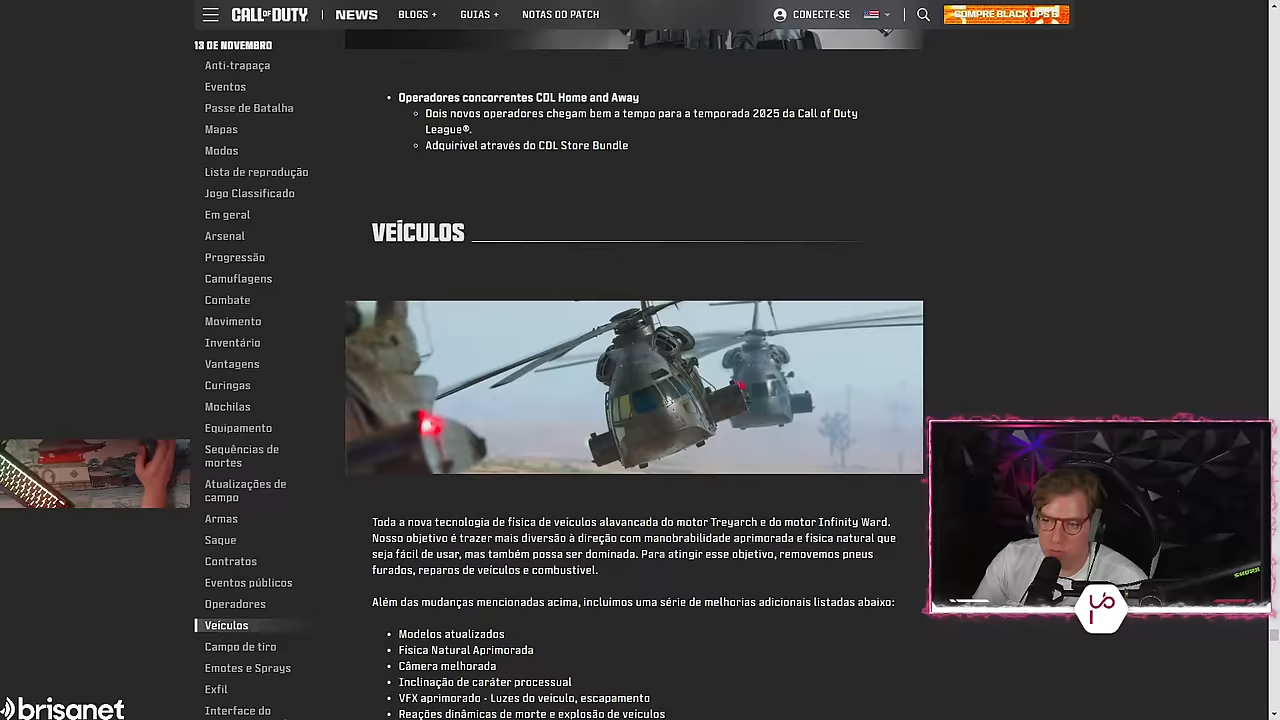 CALL OF DUTY
NEWS
BLOGS +
GUIAS +
NOTAS DO PATCH
CONECTE-SE
COMPRE BLACK OPS 6
13 DE NOVEMBRO
Anti-trapaça
Eventos
Passe de Batalha
Mapas
Modos
Lista de reprodução
Jogo Classificado
Em geral
Arsenal
Progressão
Camuflagens
Combate
Movimento
Inventário
Vantagens
Curingas
Mochilas
Equipamento
Sequências de
mortes
Atualizações de
campo
Armas
Saque
Contratos
Eventos públicos
Operadores
Veículos
Campo de tiro
Emotes e Sprays
Exfil
Interface do
• Operadores concorrentes CDL Home and Away
Dois novos operadores chegam bem a tempo para a temporada 2025 da Call of Duty
League®.
Adquirível através do CDL Store Bundle
VEÍCULOS
Toda a nova tecnologia de física de veículos alavancada do motor Treyarch e do motor Infinity Ward.
Nosso objetivo é trazer mais diversão à direção com manobrabilidade aprimorada e física natural que
seja fácil de usar, mas também possa ser dominada. Para atingir esse objetivo, removemos pneus
furados, reparos de veículos e combustível.
Além das mudanças mencionadas acima, incluímos uma série de melhorias adicionais listadas abaixo:
• Modelos atualizados
• Física Natural Aprimorada
• Câmera melhorada
• Inclinação de caráter processual
• VFX aprimorado - Luzes do veículo, escapamento
• Reações dinâmicas de morte e explosão de veículos
SHURE
brisanet